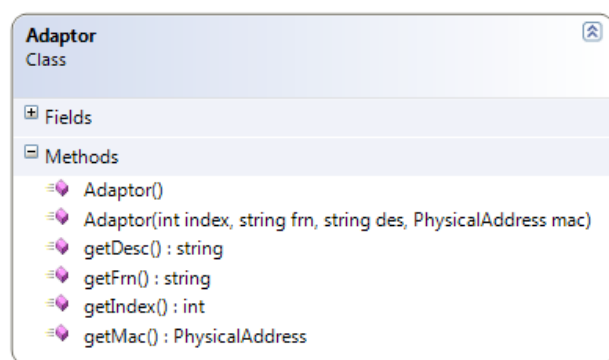 Adaptor
Class
Fields
Methods
Adaptor()
Adaptor(int index, string frn, string des, PhysicalAddress mac)
getDesc() : string
getFrn() : string
getIndex() : int
getMac() : PhysicalAddress